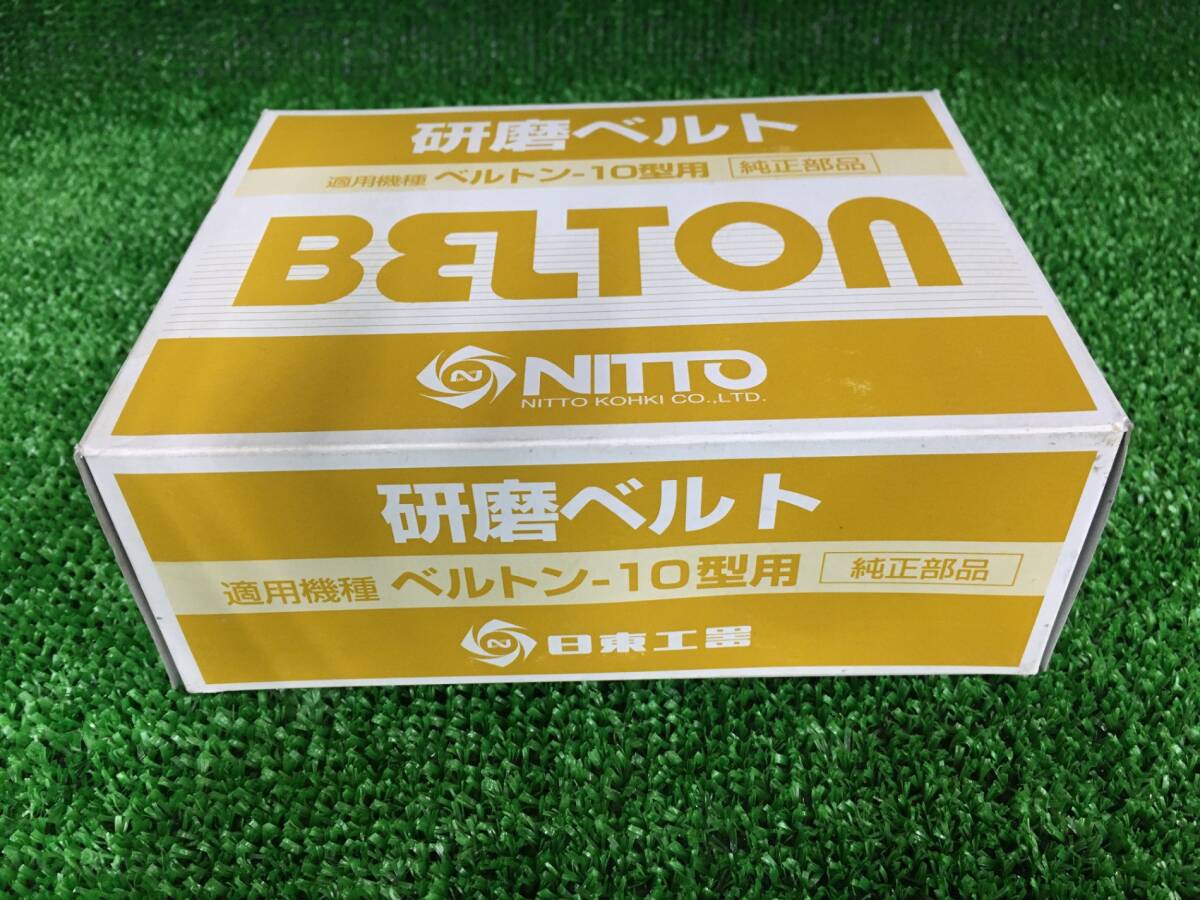 研磨ベルト
適用機種 ベルトン-10型用 純正部品
BELTON
N NITTO
NITTO KOHKI CO.,LTD.
研磨ベルト
適用機種 ベルトン-10型用 純正部品
N 日東工器